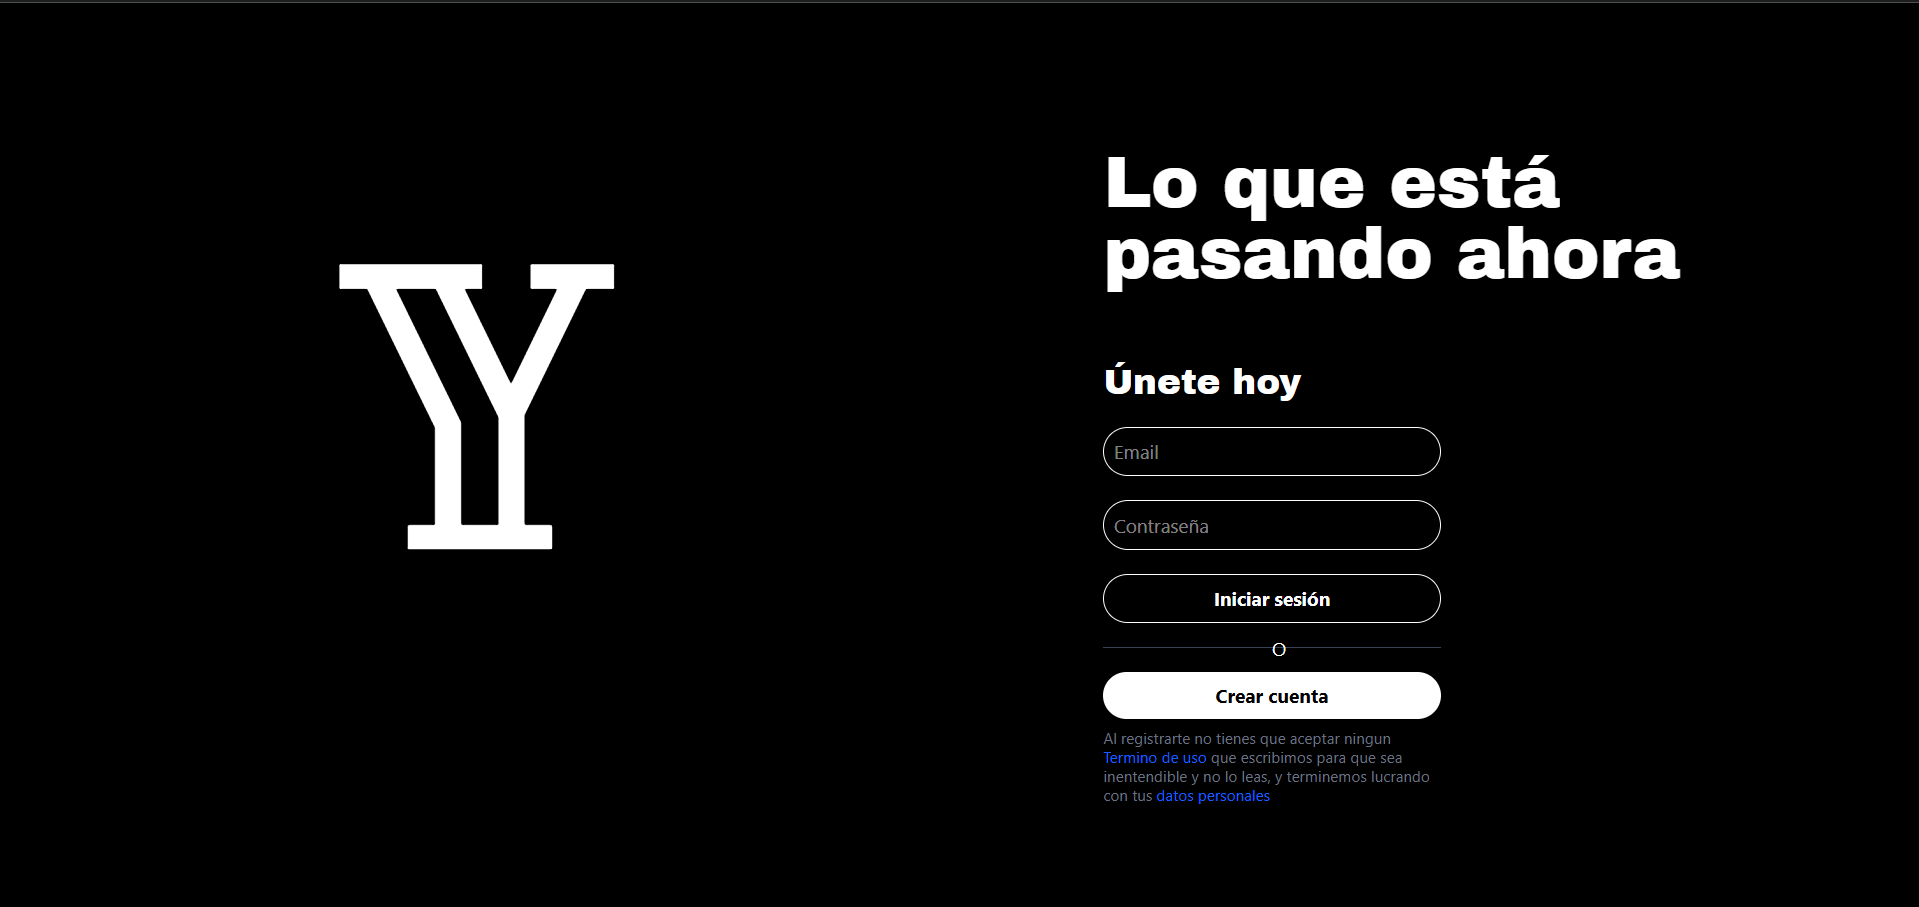 Y
Lo que está
pasando ahora
Únete hoy
Email
Contraseña
Iniciar sesión
O
Crear cuenta
Al registrarte no tienes que aceptar ningun
Termino de uso que escribimos para que sea
inentendible y no lo leas, y terminemos lucrando
con tus datos personales